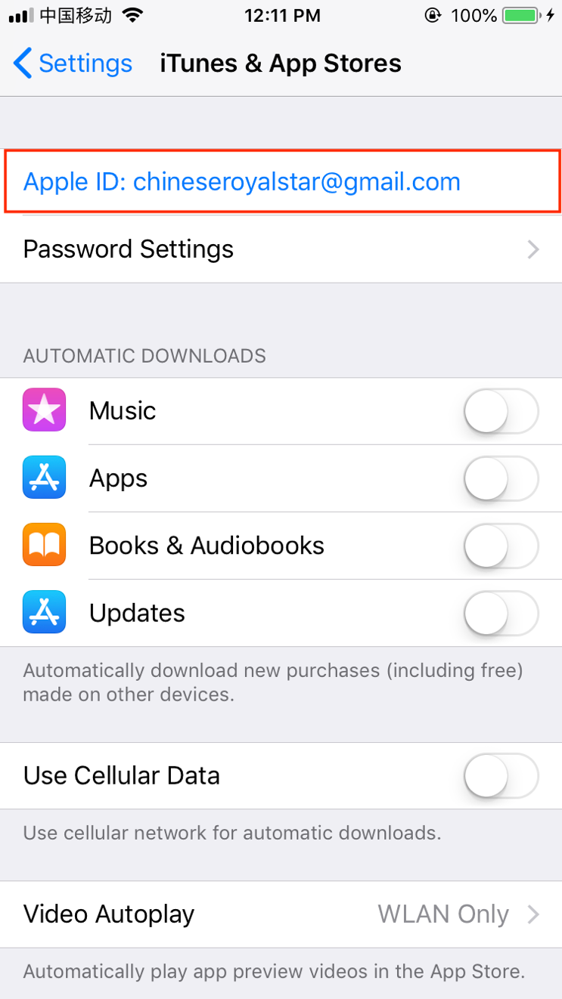 中国移动 12:11 PM 100%
Settings iTunes & App Stores
Apple ID: chineseroyalstar@gmail.com
Password Settings
AUTOMATIC DOWNLOADS
Music
Apps
Books & Audiobooks
Updates
Automatically download new purchases (including free)
made on other devices.
Use Cellular Data
Use cellular network for automatic downloads.
Video Autoplay WLAN Only
Automatically play app preview videos in the App Store.